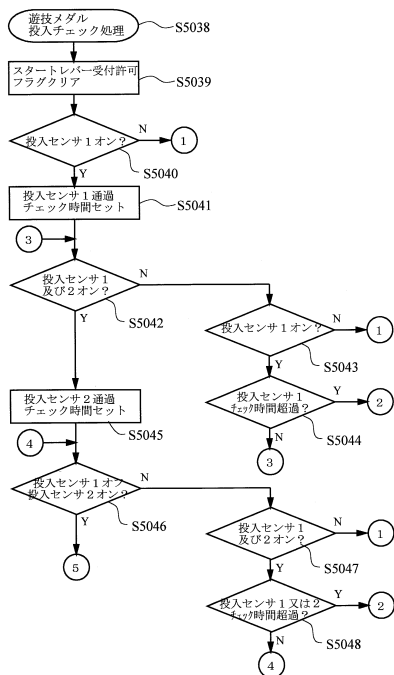 遊技メダル
投入チェック処理
S5038
スタートレバー受付許可
フラグクリア
S5039
投入センサ1オン？
N
1
S5040
Y
投入センサ1通過
チェック時間セット
S5041
3
投入センサ1
及び2オン？
N
S5042
Y
投入センサ1オン？
N
1
S5043
Y
投入センサ1
チェック時間超過？
Y
2
S5044
N
3
投入センサ2通過
チェック時間セット
S5045
4
投入センサ1オフ
投入センサ2オン？
N
S5046
Y
5
投入センサ1
及び2オン？
N
1
S5047
Y
投入センサ1又は2
チェック時間超過？
Y
2
S5048
N
4